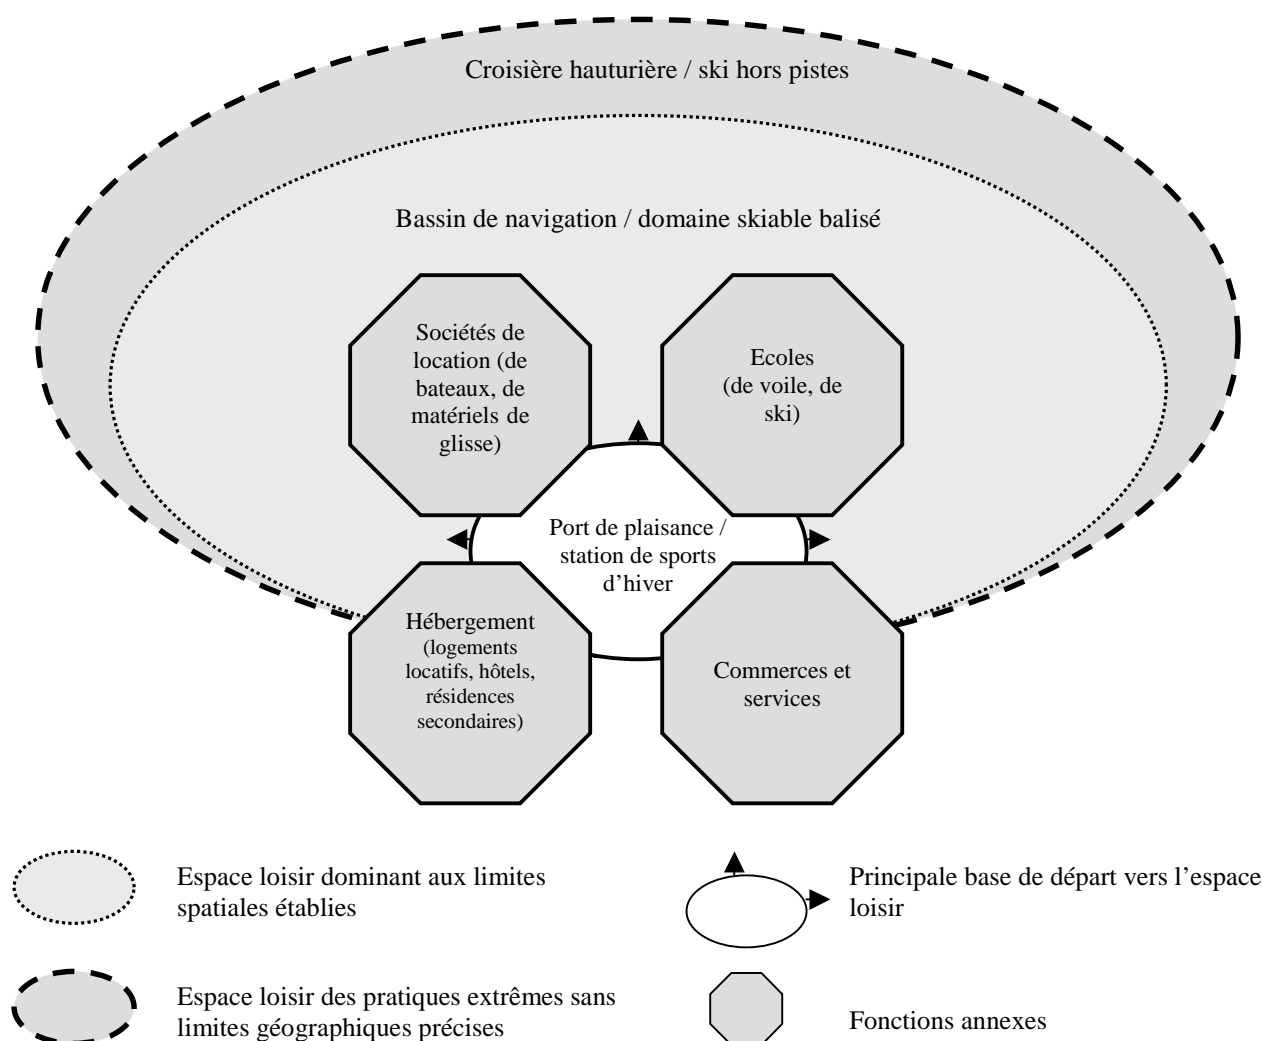 Croisière hauturière / ski hors pistes
Bassin de navigation / domaine skiable balisé
Sociétés de
location (de
bateaux, de
matériels de
glisse)
Ecoles
(de voile, de
ski)
Port de plaisance /
station de sports
d’hiver
Hébergement
(logements
locatifs, hôtels,
résidences
secondaires)
Commerces et
services
Espace loisir dominant aux limites
spatiales établies
Principale base de départ vers l’espace
loisir
Espace loisir des pratiques extrêmes sans
limites géographiques précises
Fonctions annexes